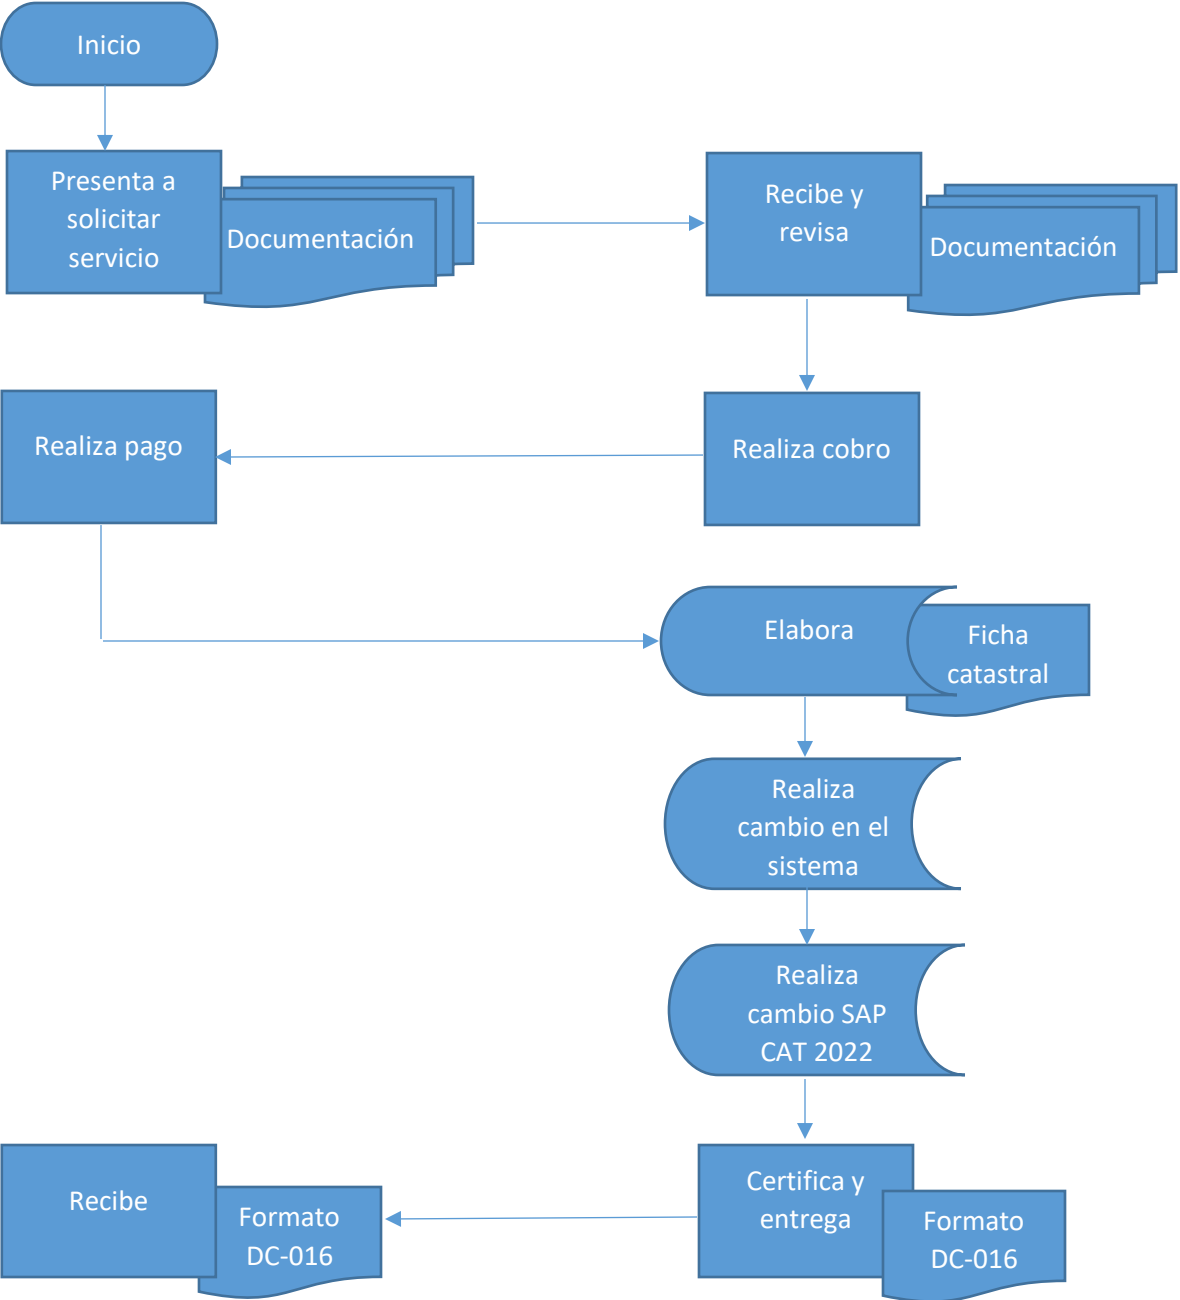 Inicio
Presenta a
solicitar
servicio
Documentación
Recibe y
revisa
Documentación
Realiza pago
Realiza cobro
Elabora
Ficha
catastral
Realiza
cambio en el
sistema
Realiza
cambio SAP
CAT 2022
Recibe
Formato
DC-016
Certifica y
entrega
Formato
DC-016